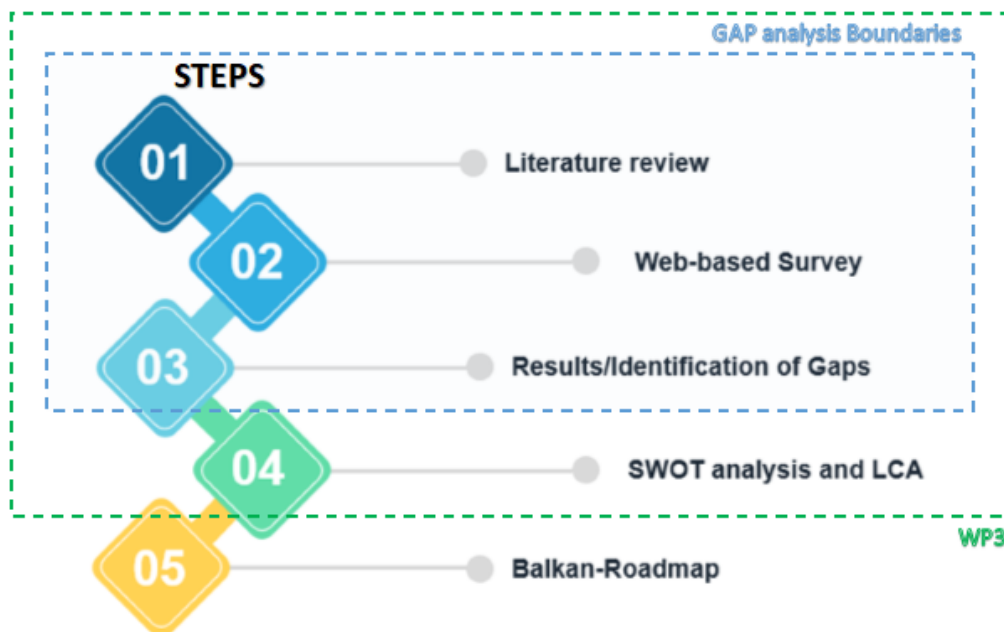 GAP analysis Boundaries
STEPS
01
Literature review
02
Web-based Survey
03
Results/Identification of Gaps
04
SWOT analysis and LCA
WP3
05
Balkan-Roadmap